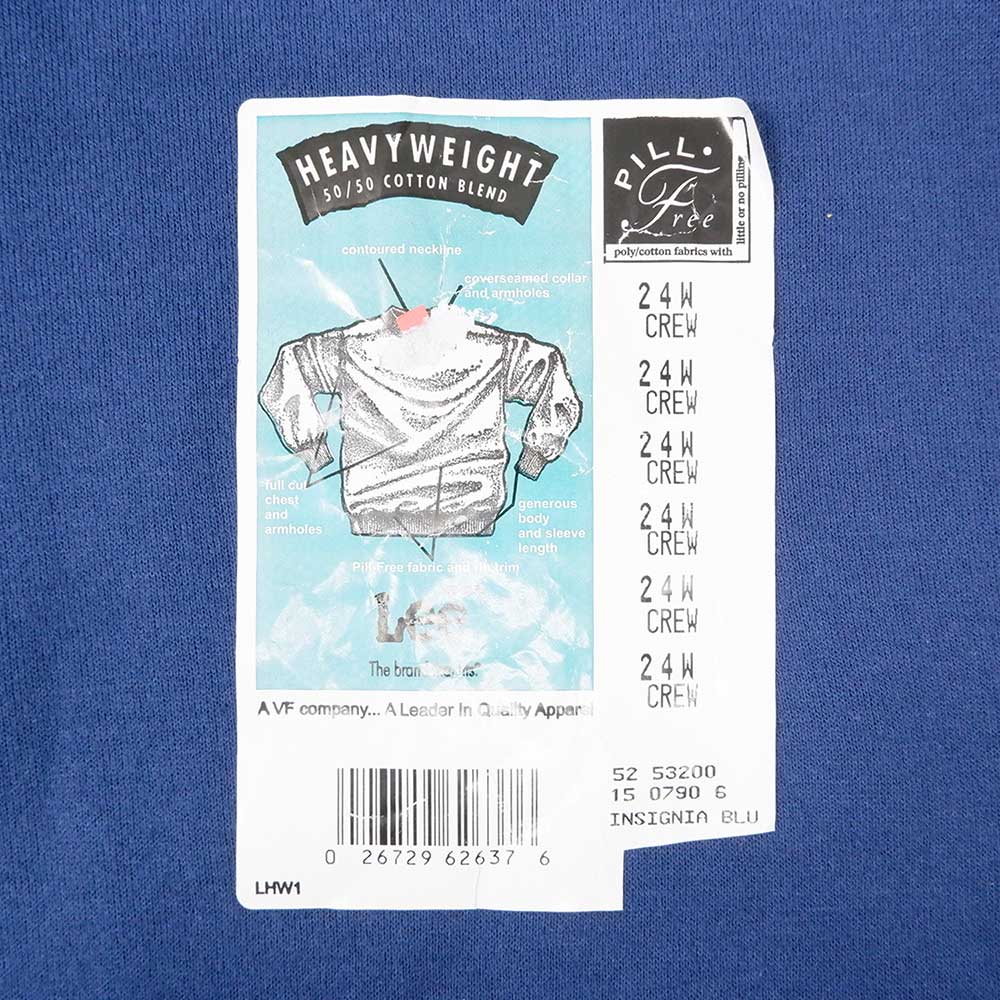 HEAVYWEIGHT
50/50 COTTON BLEND
contoured neckline
coverseamed collar
and armholes
full cut
chest
and
armholes
generous
body
and sleeve
length
Pill-Free fabric and rib trim
Lee
The brand
A VF company... A Leader In Quality Apparel
0 26729 62637 6
LHW1
PILL.
Free
little or no pilling
poly/cotton fabrics with
24W
CREW
24W
CREW
24W
CREW
24W
CREW
24W
CREW
24W
CREW
52 53200
15 0790 6
INSIGNIA BLU